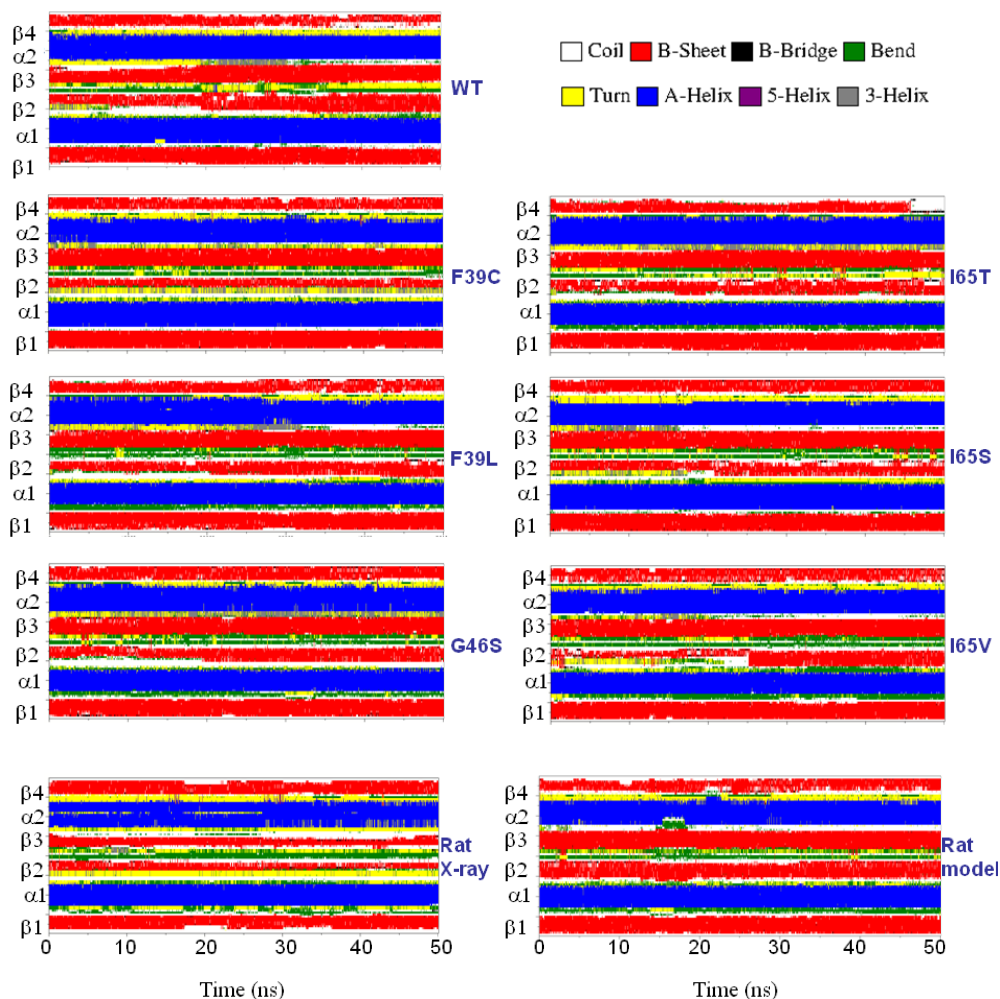 Coil B-Sheet B-Bridge Bend
Turn A-Helix 5-Helix 3-Helix
β4
α2
β3
β2
α1
β1
WT
β4
α2
β3
β2
α1
β1
F39C
β4
α2
β3
β2
α1
β1
I65T
β4
α2
β3
β2
α1
β1
F39L
β4
α2
β3
β2
α1
β1
I65S
β4
α2
β3
β2
α1
β1
G46S
β4
α2
β3
β2
α1
β1
I65V
β4
α2
β3
β2
α1
β1
Rat
X-ray
0 10 20 30 40 50
Time (ns)
β4
α2
β3
β2
α1
β1
Rat
model
0 10 20 30 40 50
Time (ns)